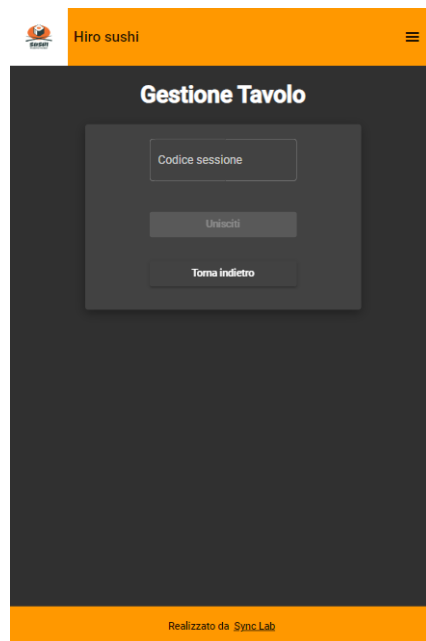 Hiro sushi
Gestione Tavolo
Codice sessione
Unisciti
Torna indietro
Realizzato da Sync Lab